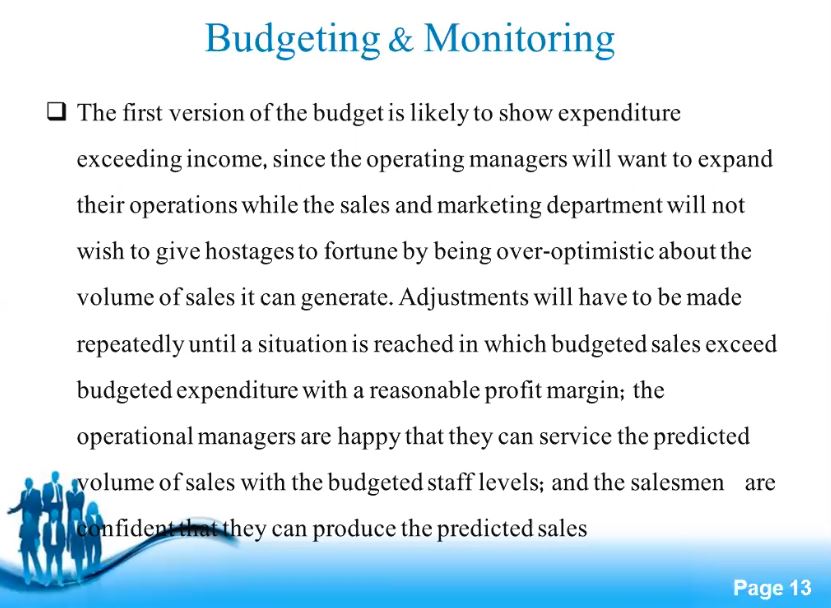 Budgeting & Monitoring
❑ The first version of the budget is likely to show expenditure
exceeding income, since the operating managers will want to expand
their operations while the sales and marketing department will not
wish to give hostages to fortune by being over-optimistic about the
volume of sales it can generate. Adjustments will have to be made
repeatedly until a situation is reached in which budgeted sales exceed
budgeted expenditure with a reasonable profit margin; the
operational managers are happy that they can service the predicted
volume of sales with the budgeted staff levels; and the salesmen are
confident that they can produce the predicted sales
Page 13